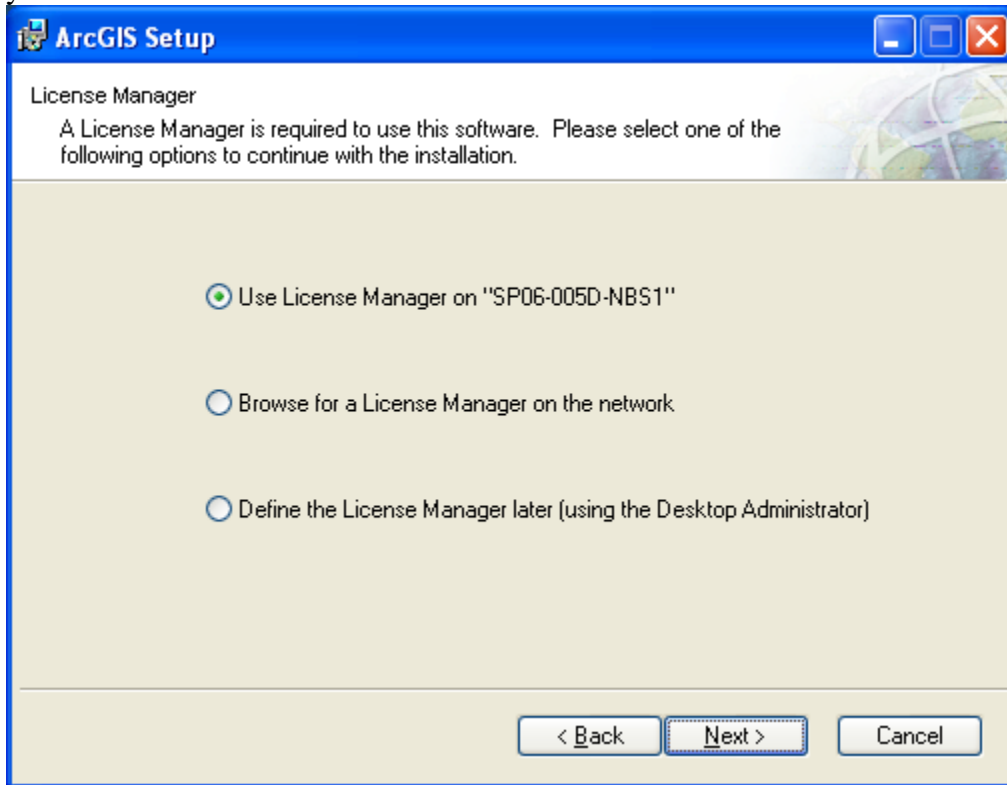 ArcGIS Setup
License Manager
A License Manager is required to use this software. Please select one of the
following options to continue with the installation.
Use License Manager on "SP06-005D-NBS1"
Browse for a License Manager on the network
Define the License Manager later (using the Desktop Administrator)
< Back
Next >
Cancel